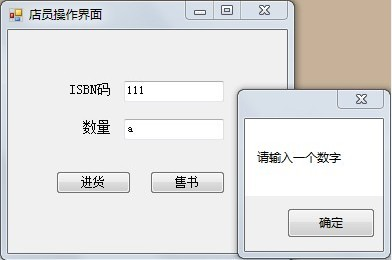 店员操作界面
ISBN码 111
数量 a
进货 售书
请输入一个数字
确定